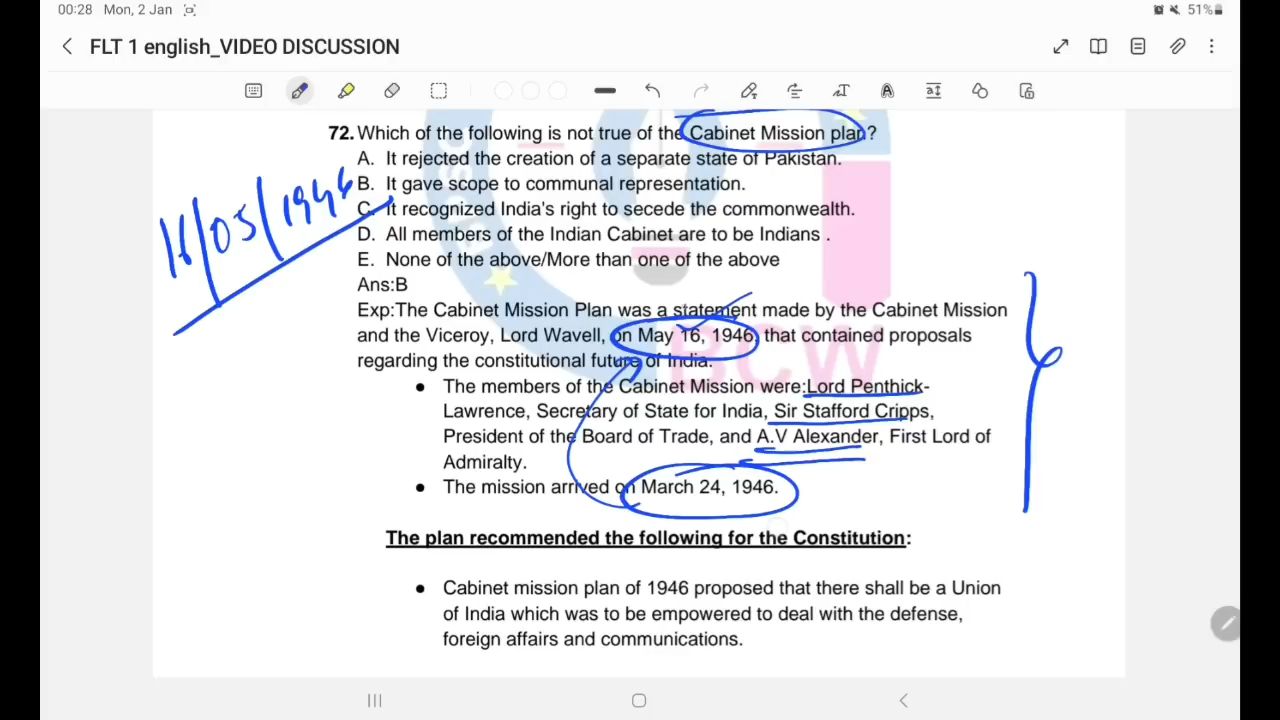 00:28 Mon, 2 Jan 51%
FLT 1 english_VIDEO DISCUSSION
72. Which of the following is not true of the Cabinet Mission plan?
A. It rejected the creation of a separate state of Pakistan.
B. It gave scope to communal representation.
C. It recognized India's right to secede the commonwealth.
D. All members of the Indian Cabinet are to be Indians .
E. None of the above/More than one of the above
16/05/1946
Ans:B
Exp:The Cabinet Mission Plan was a statement made by the Cabinet Mission
and the Viceroy, Lord Wavell, on May 16, 1946, that contained proposals
regarding the constitutional future of India.
● The members of the Cabinet Mission were:Lord Penthick-
Lawrence, Secretary of State for India, Sir Stafford Cripps,
President of the Board of Trade, and A.V Alexander, First Lord of
Admiralty.
● The mission arrived on March 24, 1946.
The plan recommended the following for the Constitution:
● Cabinet mission plan of 1946 proposed that there shall be a Union
of India which was to be empowered to deal with the defense,
foreign affairs and communications.
BCW